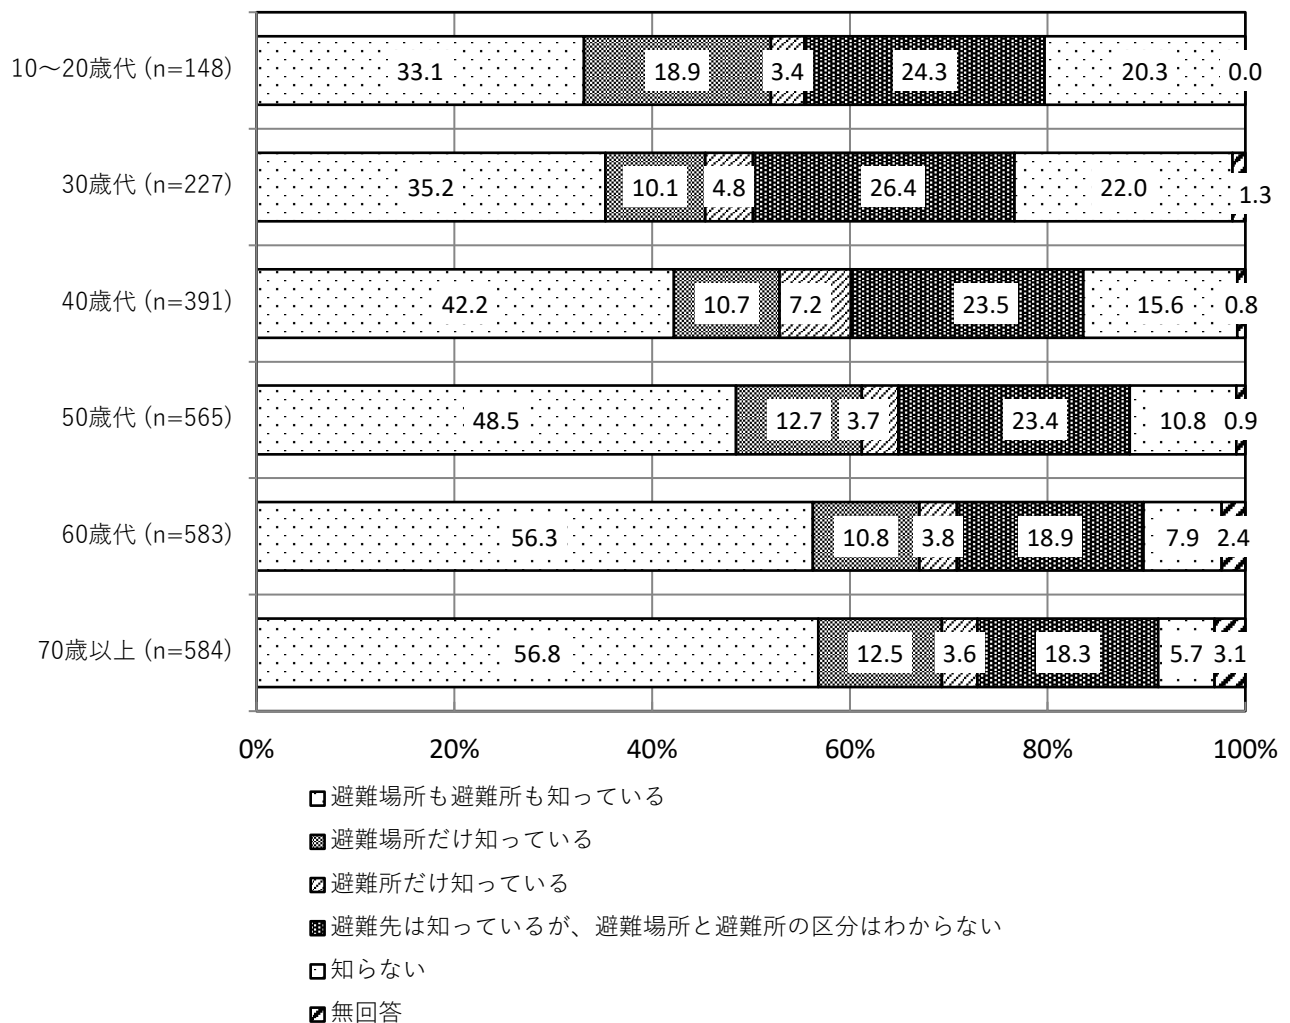 10～20歳代 (n=148) 33.1 18.9 3.4 24.3 20.3 0.0
30歳代 (n=227) 35.2 10.1 4.8 26.4 22.0 1.3
40歳代 (n=391) 42.2 10.7 7.2 23.5 15.6 0.8
50歳代 (n=565) 48.5 12.7 3.7 23.4 10.8 0.9
60歳代 (n=583) 56.3 10.8 3.8 18.9 7.9 2.4
70歳以上 (n=584) 56.8 12.5 3.6 18.3 5.7 3.1
0% 20% 40% 60% 80% 100%
避難場所も避難所も知っている
避難場所だけ知っている
避難所だけ知っている
避難先は知っているが、避難場所と避難所の区分はわからない
知らない
無回答